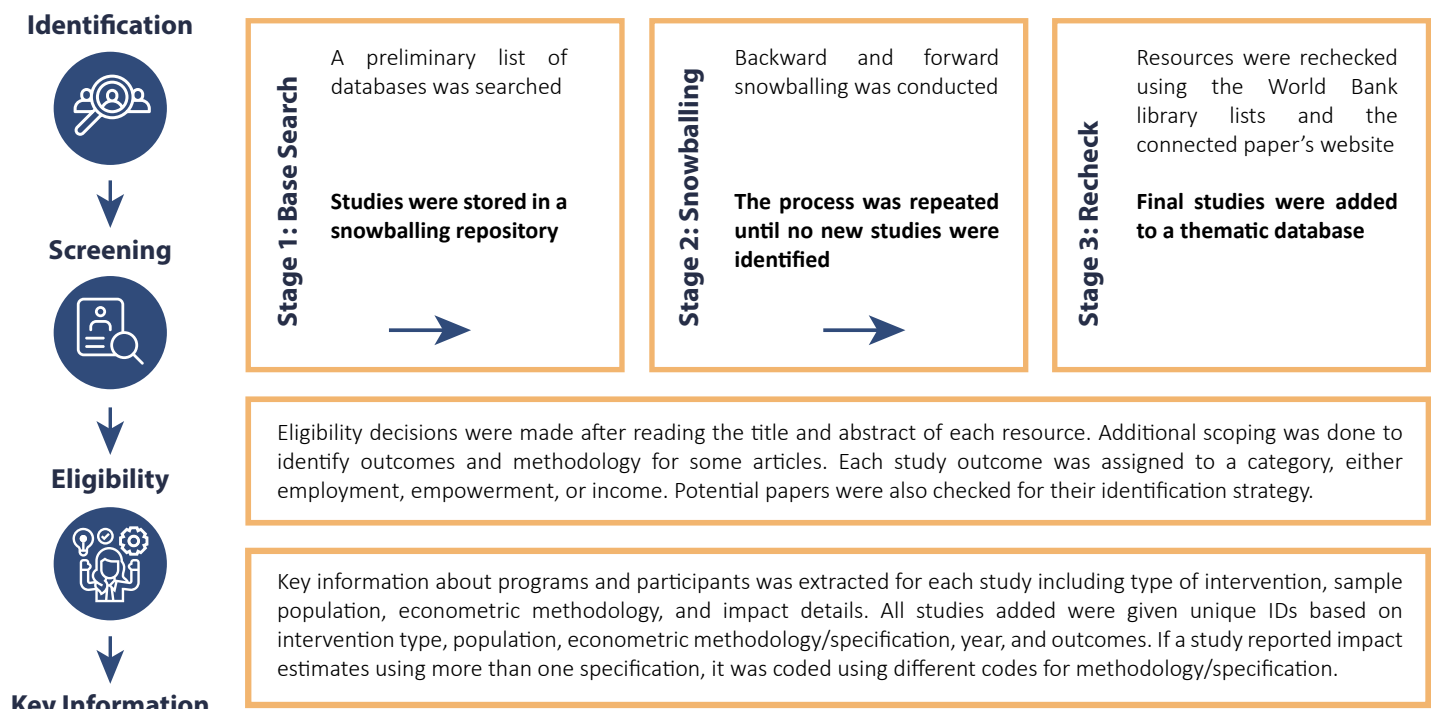 Identification
Screening
Eligibility
Key Information
Stage 1: Base Search
A preliminary list of
databases was searched
Studies were stored in a
snowballing repository
Stage 2: Snowballing
Backward and forward
snowballing was conducted
The process was repeated
until no new studies were
identified
Stage 3: Recheck
Resources were rechecked
using the World Bank
library lists and the
connected paper’s website
Final studies were added
to a thematic database
Eligibility decisions were made after reading the title and abstract of each resource. Additional scoping was done to
identify outcomes and methodology for some articles. Each study outcome was assigned to a category, either
employment, empowerment, or income. Potential papers were also checked for their identification strategy.
Key information about programs and participants was extracted for each study including type of intervention, sample
population, econometric methodology, and impact details. All studies added were given unique IDs based on
intervention type, population, econometric methodology/specification, year, and outcomes. If a study reported impact
estimates using more than one specification, it was coded using different codes for methodology/specification.